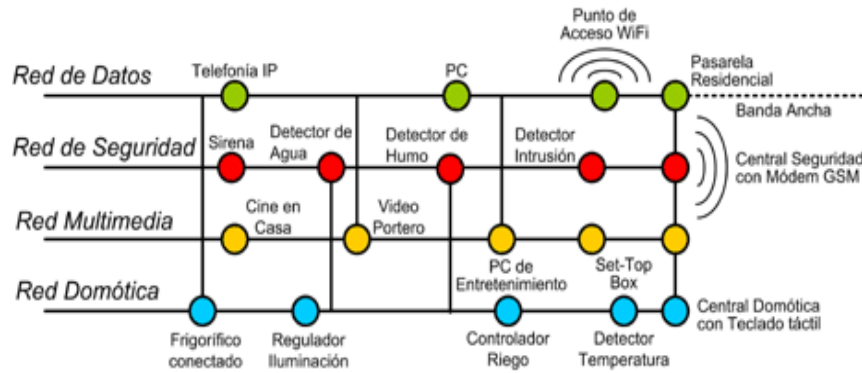 Punto de
Acceso WiFi
Red de Datos
Telefonía IP
PC
Pasarela
Residencial
Banda Ancha
Red de Seguridad
Sirena
Detector de
Agua
Detector de
Humo
Detector
Intrusión
Central Seguridad
con Módem GSM
Red Multimedia
Cine en
Casa
Video
Portero
PC de
Entretenimiento
Set-Top
Box
Red Domótica
Frigorífico
conectado
Regulador
Iluminación
Controlador
Riego
Detector
Temperatura
Central Domótica
con Teclado táctil